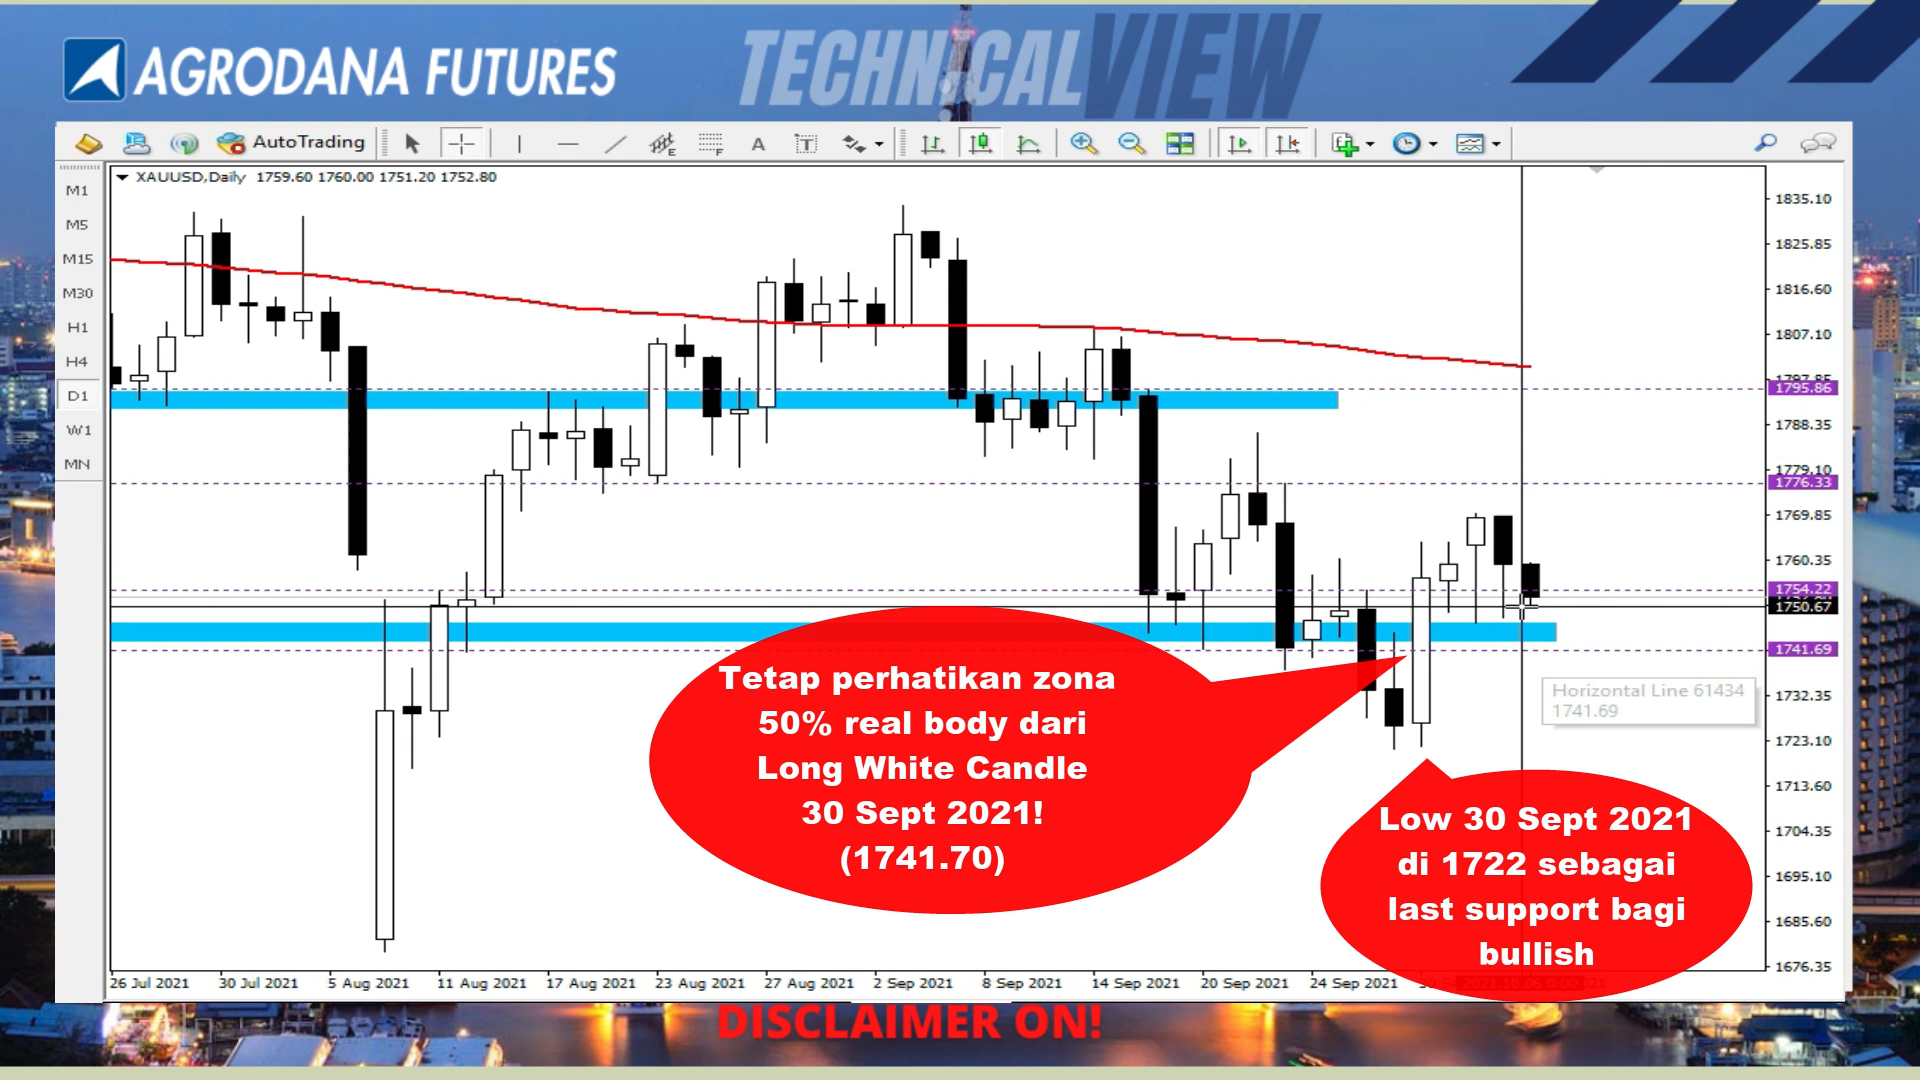 AGRODANA FUTURES
TECHNICAL VIEW
AutoTrading
E
F
A
T
M1
M5
M15
M30
H1
H4
D1
W1
MN
XAUUSD,Daily 1759.60 1760.00 1751.20 1752.80
1835.10
1825.85
1816.60
1807.10
1795.86
1788.35
1779.10
1776.33
1769.85
1760.35
1754.22
1750.67
1741.69
1732.35
1723.10
1713.60
1704.35
1695.10
1685.60
1676.35
Horizontal Line 61434
1741.69
Tetap perhatikan zona
50% real body dari
Long White Candle
30 Sept 2021!
(1741.70)
Low 30 Sept 2021
di 1722 sebagai
last support bagi
bullish
26 Jul 2021 30 Jul 2021 5 Aug 2021 11 Aug 2021 17 Aug 2021 23 Aug 2021 27 Aug 2021 2 Sep 2021 8 Sep 2021 14 Sep 2021 20 Sep 2021 24 Sep 2021
DISCLAIMER ON!